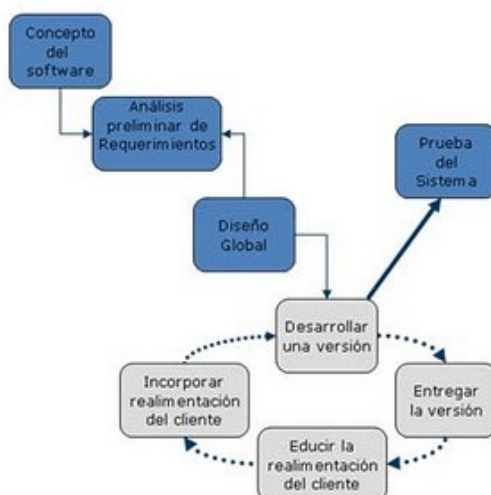 Concepto
del
software
Análisis
preliminar de
Requerimientos
Prueba
del
Sistema
Diseño
Global
Desarrollar
una versión
Incorporar
realimentación
del cliente
Entregar
la versión
Educir la
realimentación
del cliente